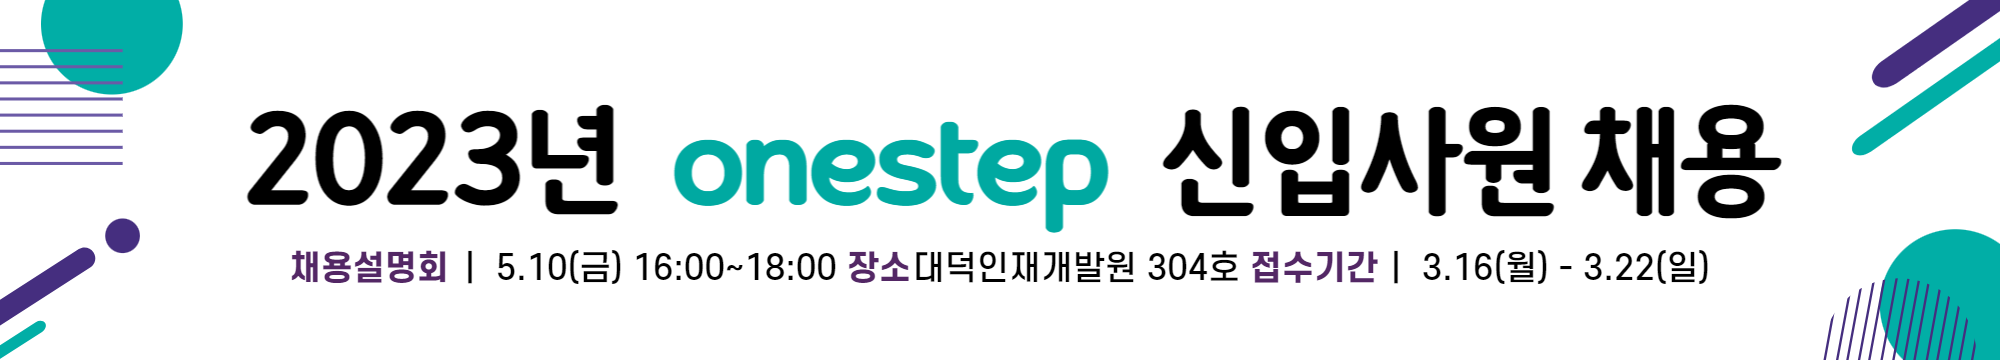 2023년 onestep 신입사원 채용
채용설명회 | 5.10(금) 16:00~18:00 장소대덕인재개발원 304호 접수기간 | 3.16(월) - 3.22(일)